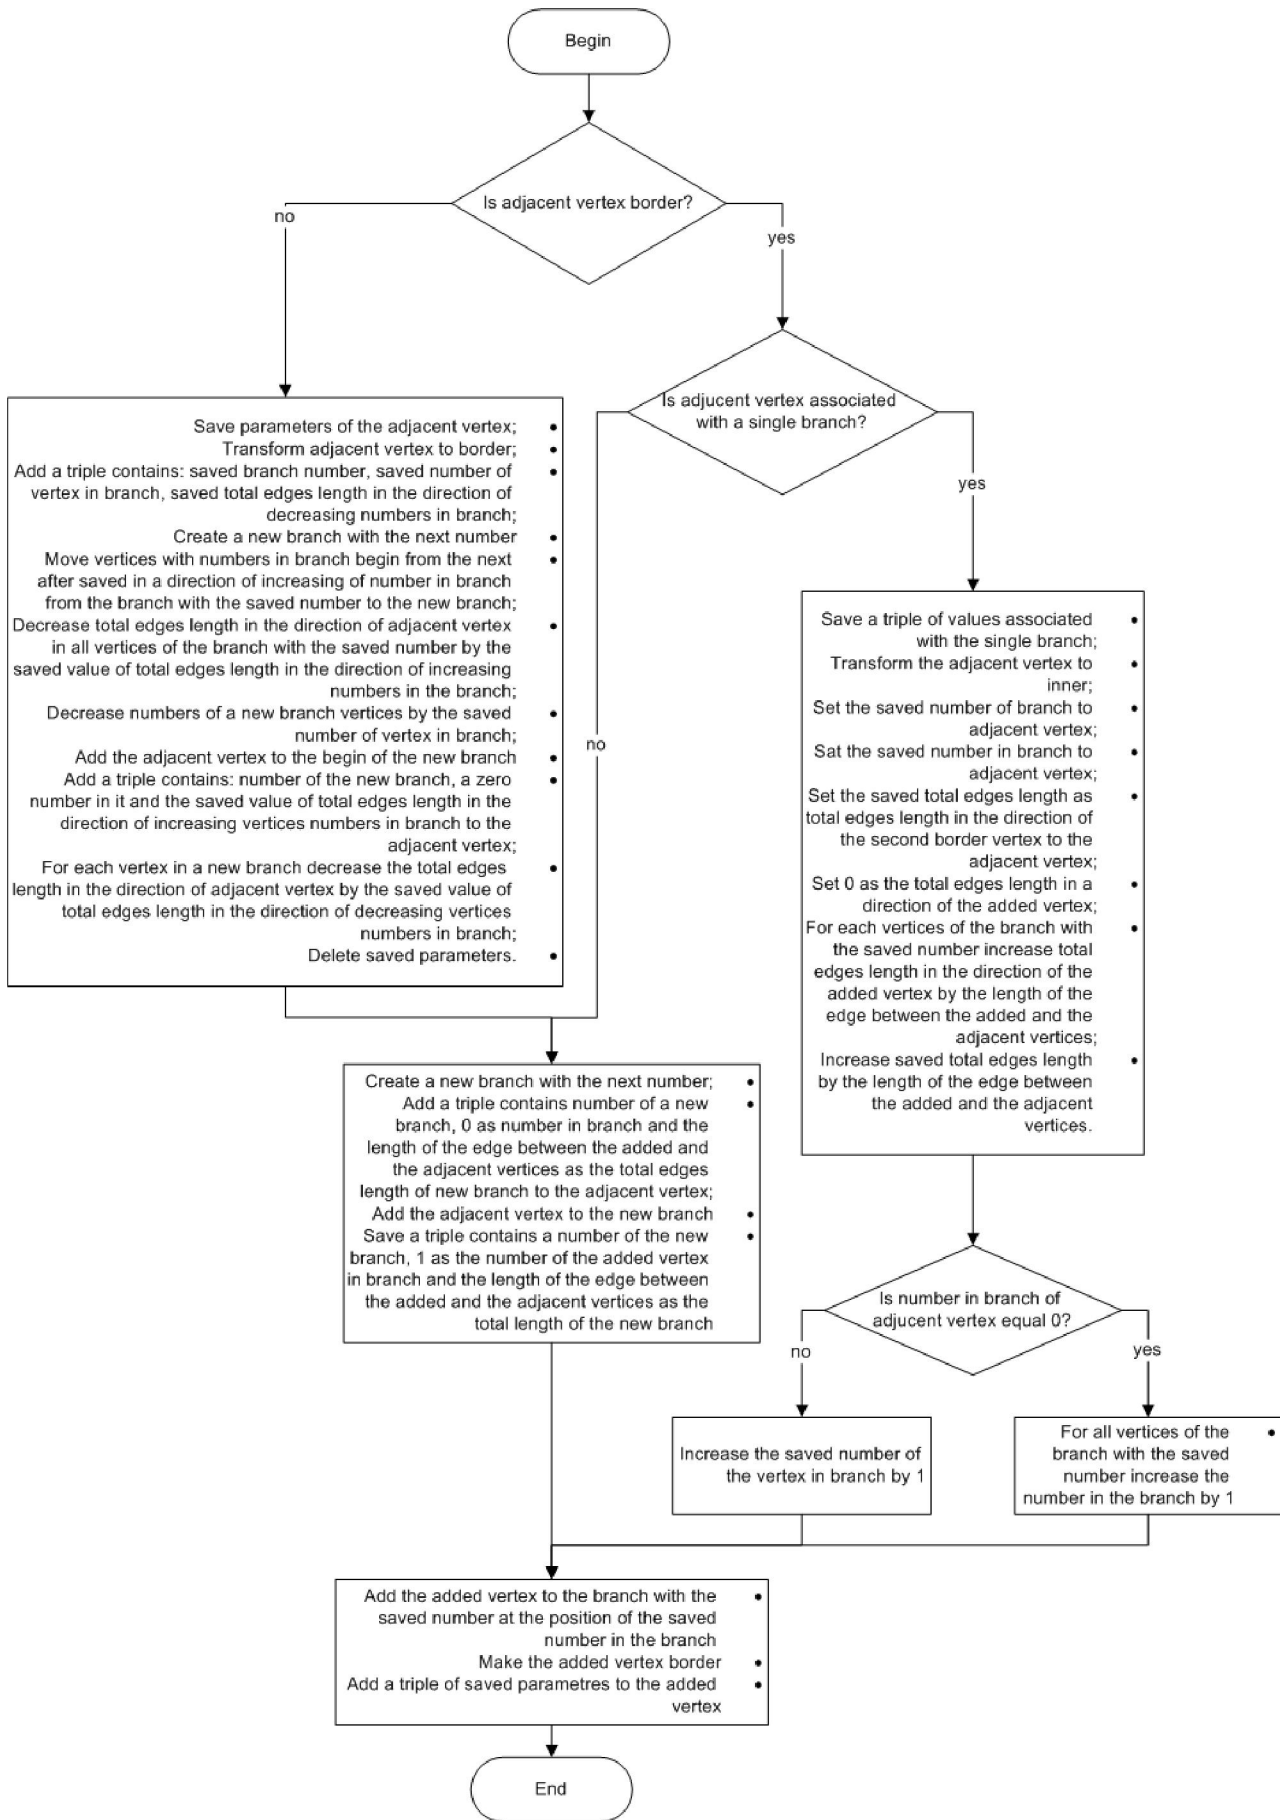 Begin
Is adjacent vertex border?
no
yes
Is adjucent vertex associated
with a single branch?
no
yes
Save parameters of the adjacent vertex; •
Transform adjacent vertex to border; •
Add a triple contains: saved branch number, saved number of •
vertex in branch, saved total edges length in the direction of
decreasing numbers in branch;
Create a new branch with the next number •
Move vertices with numbers in branch begin from the next •
after saved in a direction of increasing of number in branch
from the branch with the saved number to the new branch;
Decrease total edges length in the direction of adjacent vertex •
in all vertices of the branch with the saved number by the
saved value of total edges length in the direction of increasing
numbers in the branch;
Decrease numbers of a new branch vertices by the saved •
number of vertex in branch;
Add the adjacent vertex to the begin of the new branch •
Add a triple contains: number of the new branch, a zero •
number in it and the saved value of total edges length in the
direction of increasing vertices numbers in branch to the
adjacent vertex;
For each vertex in a new branch decrease the total edges •
length in the direction of adjacent vertex by the saved value of
total edges length in the direction of decreasing vertices
numbers in branch;
Delete saved parameters. •
Save a triple of values associated •
with the single branch;
Transform the adjacent vertex to •
inner;
Set the saved number of branch to •
adjacent vertex;
Sat the saved number in branch to •
adjacent vertex;
Set the saved total edges length as •
total edges length in the direction of
the second border vertex to the
adjacent vertex;
Set 0 as the total edges length in a •
direction of the added vertex;
For each vertices of the branch with •
the saved number increase total
edges length in the direction of the
added vertex by the length of the
edge between the added and the
adjacent vertices;
Increase saved total edges length •
by the length of the edge between
the added and the adjacent
vertices.
Create a new branch with the next number; •
Add a triple contains number of a new •
branch, 0 as number in branch and the
length of the edge between the added and
the adjacent vertices as the total edges
length of new branch to the adjacent vertex;
Add the adjacent vertex to the new branch •
Save a triple contains a number of the new •
branch, 1 as the number of the added vertex
in branch and the length of the edge between
the added and the adjacent vertices as the
total length of the new branch
Is number in branch of
adjucent vertex equal 0?
no
yes
Increase the saved number of
the vertex in branch by 1
For all vertices of the •
branch with the saved
number increase the
number in the branch by 1
Add the added vertex to the branch with the •
saved number at the position of the saved
number in the branch
Make the added vertex border •
Add a triple of saved parametres to the added •
vertex
End